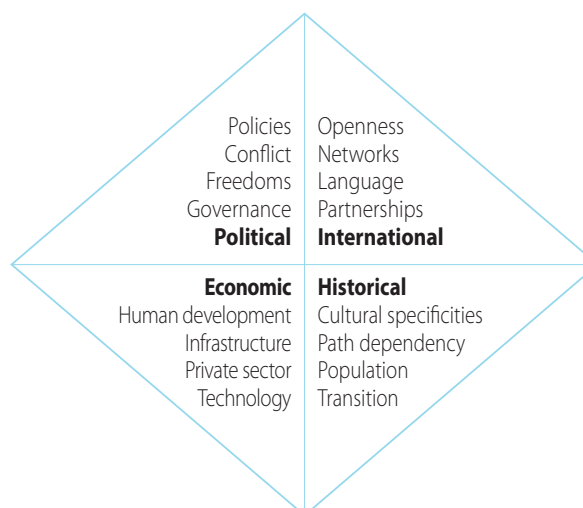 Policies
Conflict
Freedoms
Governance
Political
Openness
Networks
Language
Partnerships
International
Economic
Human development
Infrastructure
Private sector
Technology
Historical
Cultural specificities
Path dependency
Population
Transition